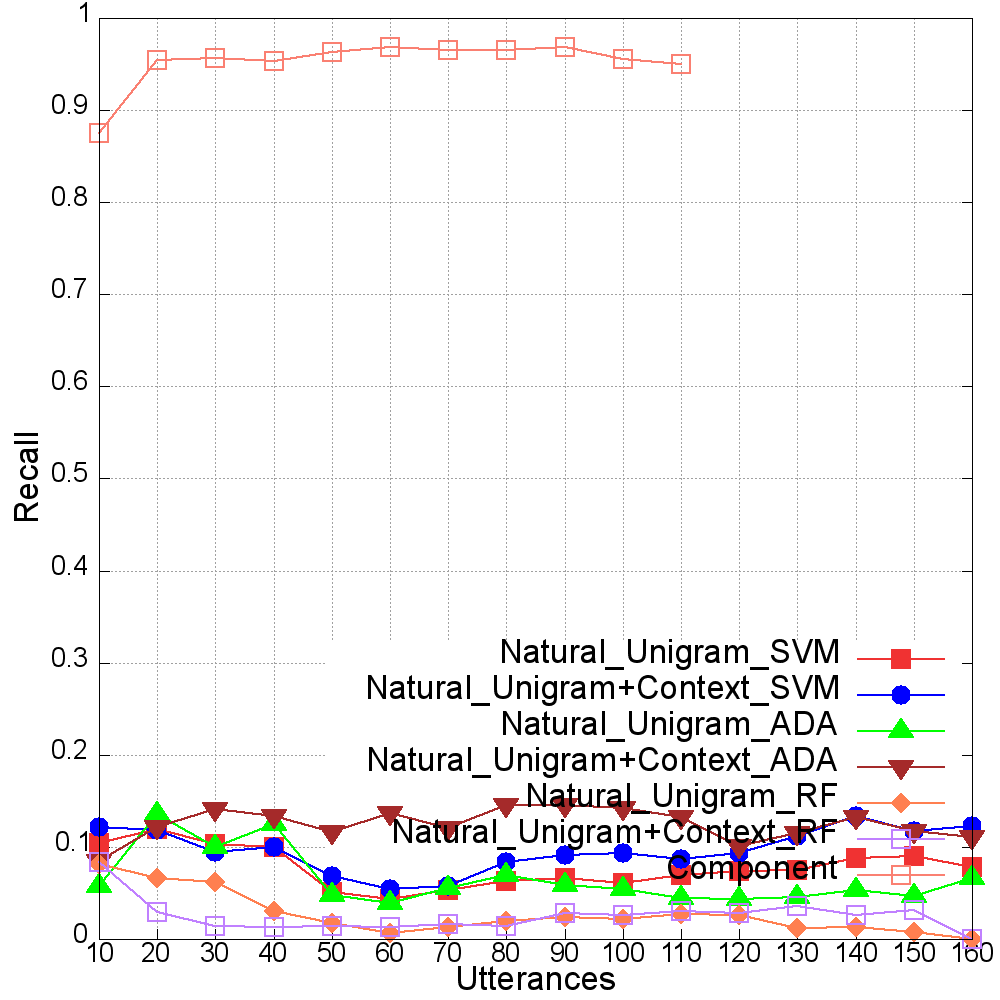 1
0.9
0.8
0.7
0.6
0.5
0.4
0.3
0.2
0.1
0
Recall
Natural_Unigram_SVM
Natural_Unigram+Context_SVM
Natural_Unigram_ADA
Natural_Unigram+Context_ADA
Natural_Unigram_RF
Natural_Unigram+Context_RF
Component
10 20 30 40 50 60 70 80 90 100 110 120 130 140 150 160
Utterances